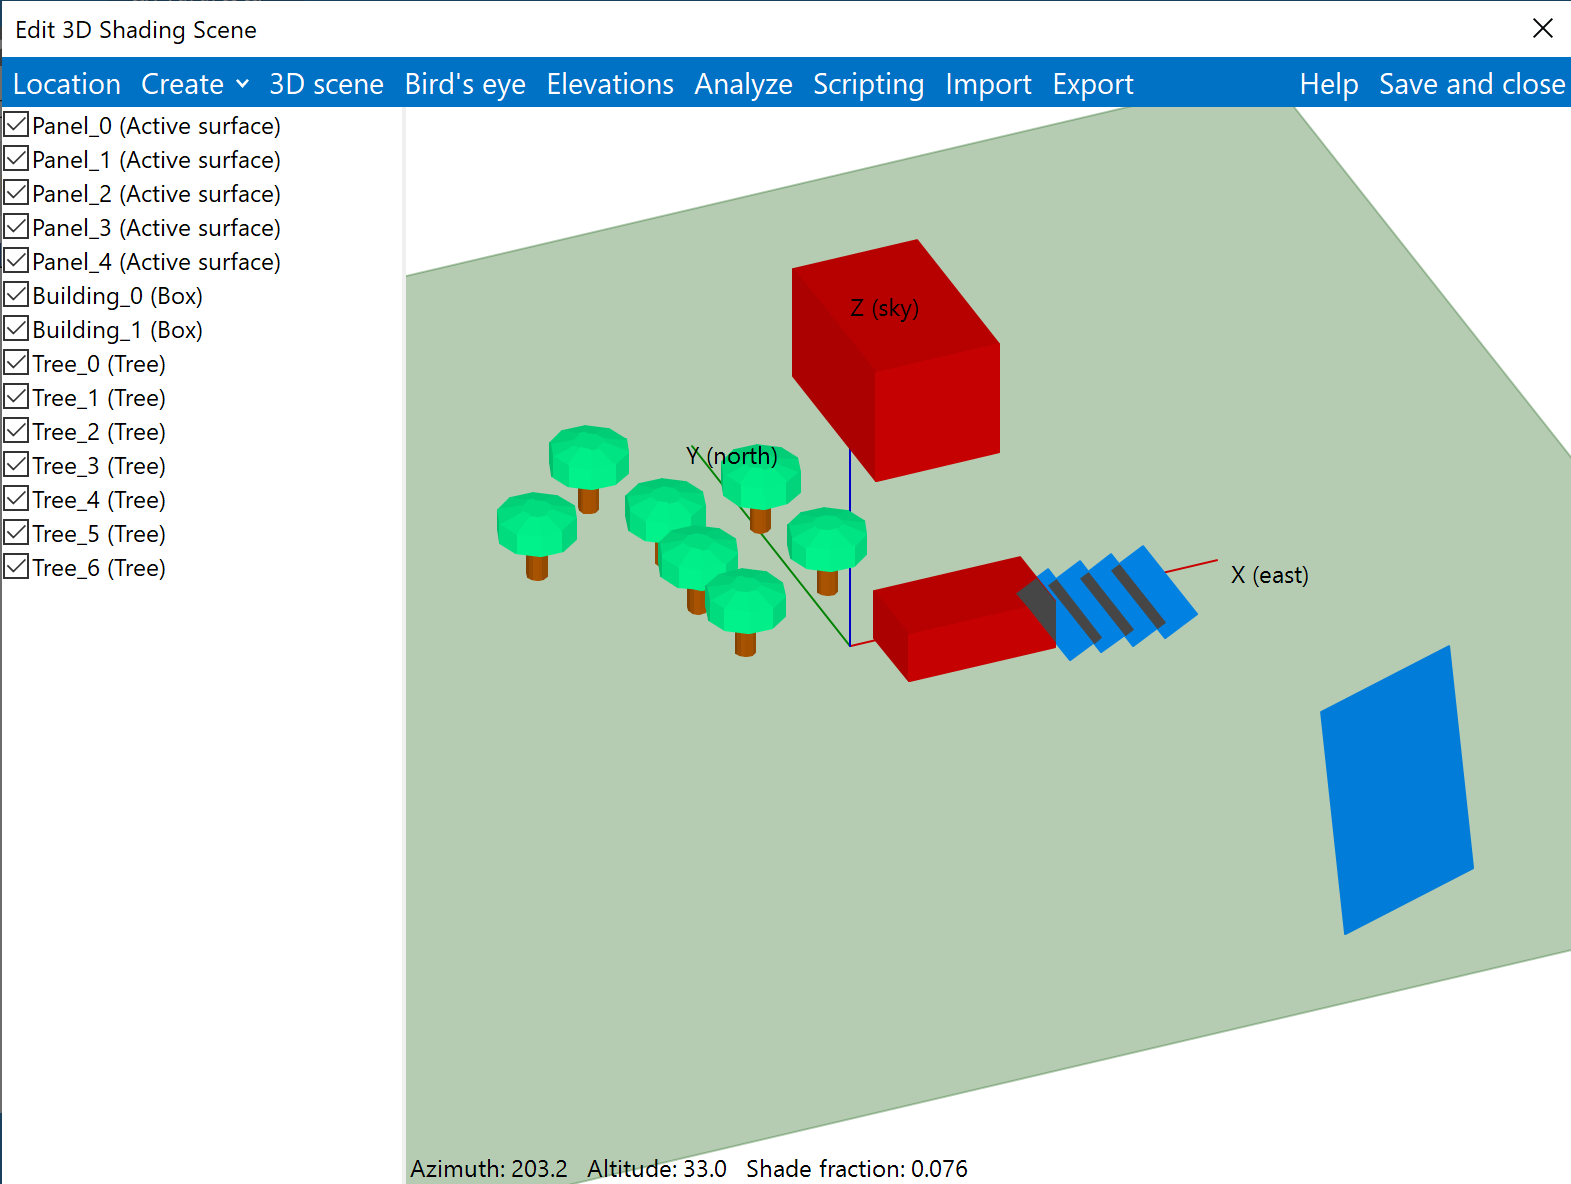 Edit 3D Shading Scene
Location Create 3D scene Bird's eye Elevations Analyze Scripting Import Export Help Save and close
Panel_0 (Active surface)
Panel_1 (Active surface)
Panel_2 (Active surface)
Panel_3 (Active surface)
Panel_4 (Active surface)
Building_0 (Box)
Building_1 (Box)
Tree_0 (Tree)
Tree_1 (Tree)
Tree_2 (Tree)
Tree_3 (Tree)
Tree_4 (Tree)
Tree_5 (Tree)
Tree_6 (Tree)
Z (sky)
Y (north)
X (east)
Azimuth: 203.2 Altitude: 33.0 Shade fraction: 0.076